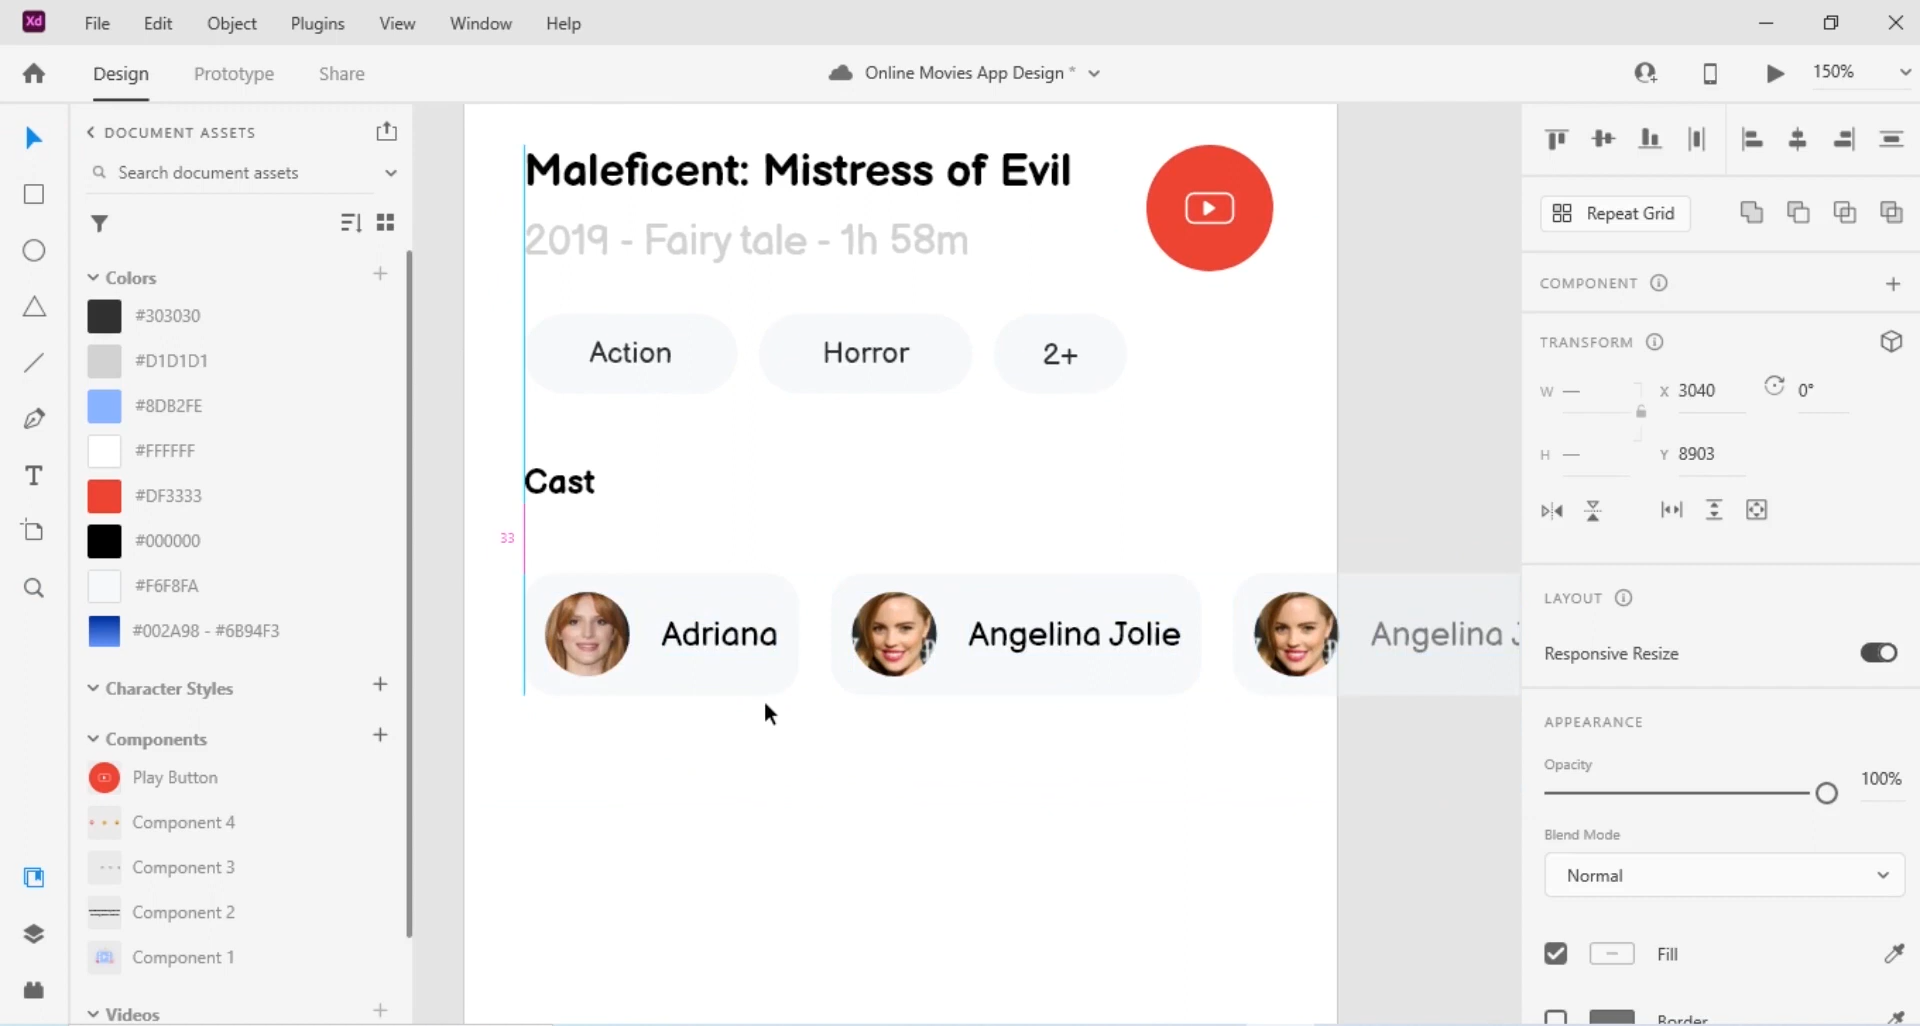 Xd File Edit Object Plugins View Window Help
Design Prototype Share Online Movies App Design * 150%
DOCUMENT ASSETS
Search document assets
Colors
#303030
#D1D1D1
#8DB2FE
#FFFFFF
#DF3333
#000000
#F6F8FA
#002A98 - #6B94F3
Character Styles
Components
Play Button
Component 4
Component 3
Component 2
Component 1
Videos
Maleficent: Mistress of Evil
2019 - Fairy tale - 1h 58m
Action Horror 2+
Cast
33
Adriana Angelina Jolie Angelina J
Repeat Grid
COMPONENT
TRANSFORM
W — X 3040 0°
H — Y 8903
LAYOUT
Responsive Resize
APPEARANCE
Opacity
100%
Blend Mode
Normal
Fill
Border